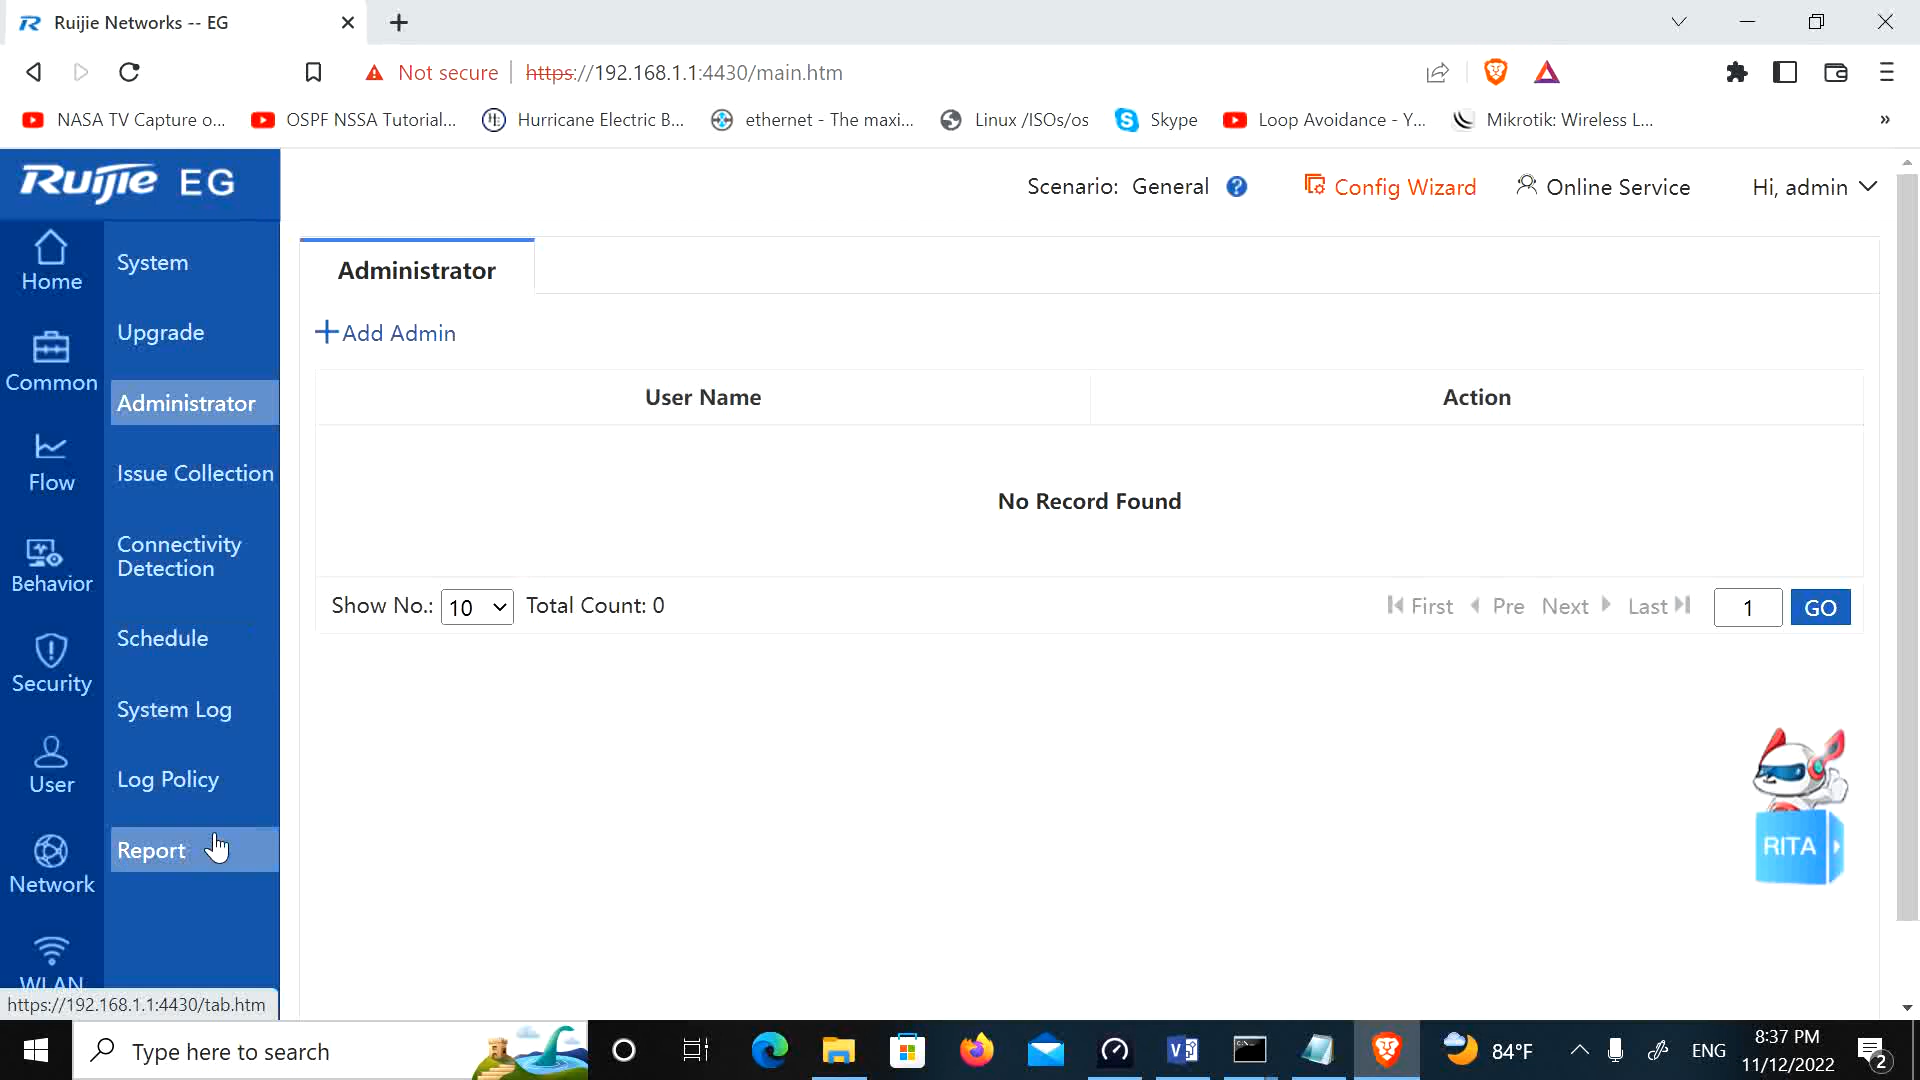 Ruijie Networks -- EG
Not secure https://192.168.1.1:4430/main.htm
NASA TV Capture o... OSPF NSSA Tutorial... Hurricane Electric B... ethernet - The maxi... Linux /ISOs/os Skype Loop Avoidance - Y... Mikrotik: Wireless L... »
Ruijie EG
Scenario: General Config Wizard Online Service Hi, admin
Home
Common
Flow
Behavior
Security
User
Network
WLAN
System
Upgrade
Administrator
Issue Collection
Connectivity
Detection
Schedule
System Log
Log Policy
Report
Administrator
Add Admin
User Name Action
No Record Found
Show No.: 10 Total Count: 0 First Pre Next Last 1 GO
RITA
https://192.168.1.1:4430/tab.htm
Type here to search
84°F ENG 8:37 PM
11/12/2022
2